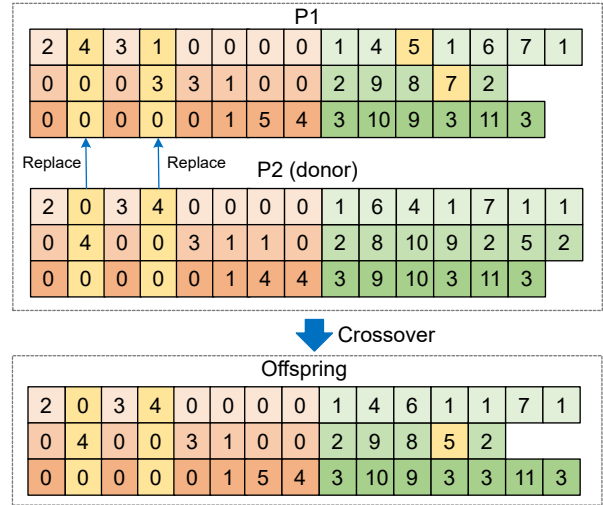 P1
2 4 3 1 0 0 0 0 1 4 5 1 6 7 1
0 0 0 3 3 1 0 0 2 9 8 7 2
0 0 0 0 0 1 5 4 3 10 9 3 11 3
Replace Replace
P2 (donor)
2 0 3 4 0 0 0 0 1 6 4 1 7 1 1
0 4 0 0 3 1 1 0 2 8 10 9 2 5 2
0 0 0 0 0 1 4 4 3 9 10 3 11 3
Crossover
Offspring
2 0 3 4 0 0 0 0 1 4 6 1 1 7 1
0 4 0 0 3 1 0 0 2 9 8 5 2
0 0 0 0 0 1 5 4 3 10 9 3 3 11 3